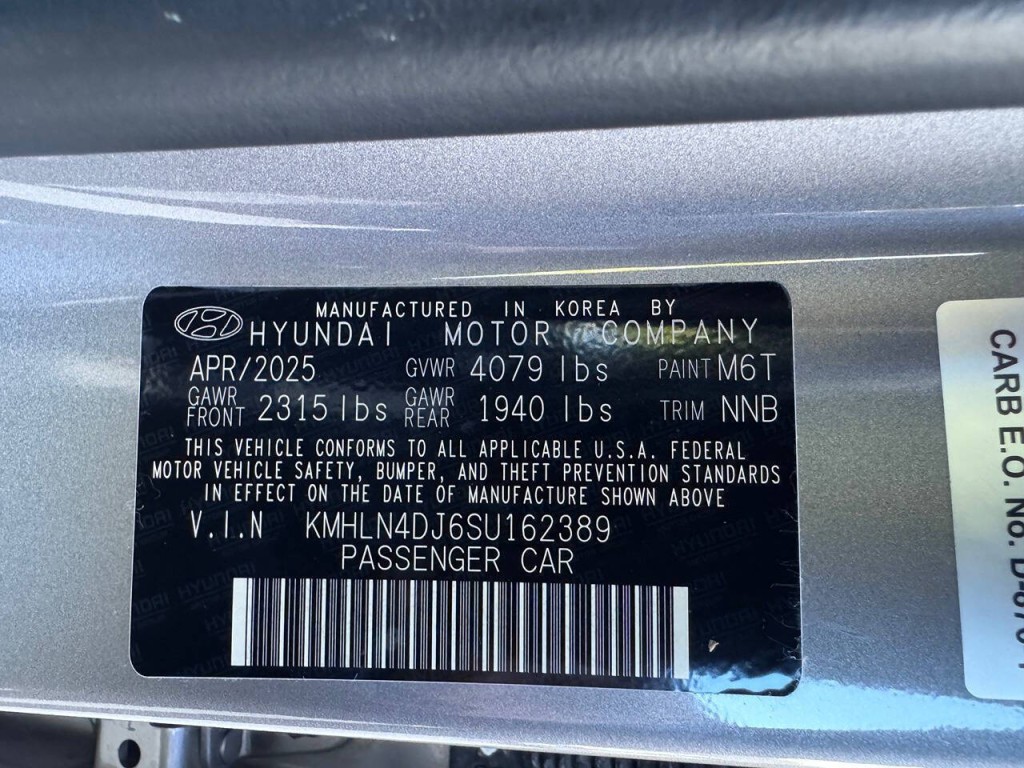 MANUFACTURED IN KOREA BY
HYUNDAI MOTOR COMPANY
APR/2025 GVWR 4079 lbs PAINT M6T
GAWR FRONT 2315 lbs GAWR REAR 1940 lbs TRIM NNB
THIS VEHICLE CONFORMS TO ALL APPLICABLE U.S.A. FEDERAL
MOTOR VEHICLE SAFETY, BUMPER, AND THEFT PREVENTION STANDARDS
IN EFFECT ON THE DATE OF MANUFACTURE SHOWN ABOVE
V.I.N KMHLN4DJ6SU162389
PASSENGER CAR
CARB E.O. No.